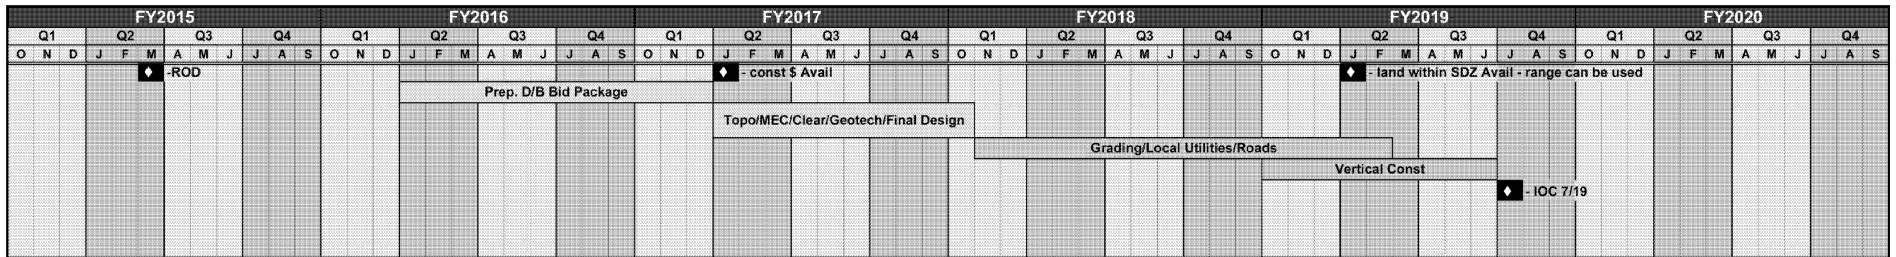 FY2015 FY2016 FY2017 FY2018 FY2019 FY2020
Q1 Q2 Q3 Q4 Q1 Q2 Q3 Q4 Q1 Q2 Q3 Q4 Q1 Q2 Q3 Q4 Q1 Q2 Q3 Q4 Q1 Q2 Q3 Q4
O N D J F M A M J J A S O N D J F M A M J J A S O N D J F M A M J J A S O N D J F M A M J J A S O N D J F M A M J J A S O N D J F M A M J J A S
-ROD - const $ Avail - land within SDZ Avail - range can be used
Prep. D/B Bid Package
Topo/MEC/Clear/Geotech/Final Design
Grading/Local Utilities/Roads
Vertical Const
- IOC 7/19